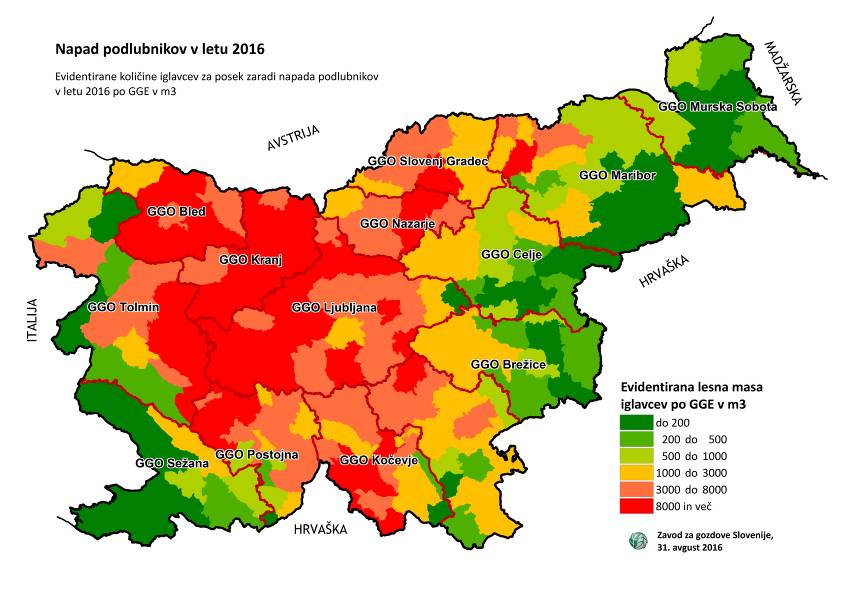 Napad podlubnikov v letu 2016
Evidentirane količine iglavcev za posek zaradi napada podlubnikov
v letu 2016 po GGE v m3
MADŽARSKA
AVSTRIJA
GGO Murska Sobota
GGO Slovenj Gradec
GGO Maribor
GGO Bled
GGO Nazarje
GGO Kranj
GGO Celje
HRVAŠKA
ITALIJA
GGO Tolmin
GGO Ljubljana
GGO Brežice
GGO Sežana
GGO Postojna
GGO Kočevje
HRVAŠKA
Evidentirana lesna masa
iglavcev po GGE v m3
do 200
200 do 500
500 do 1000
1000 do 3000
3000 do 8000
8000 in več
Zavod za gozdove Slovenije,
31. avgust 2016